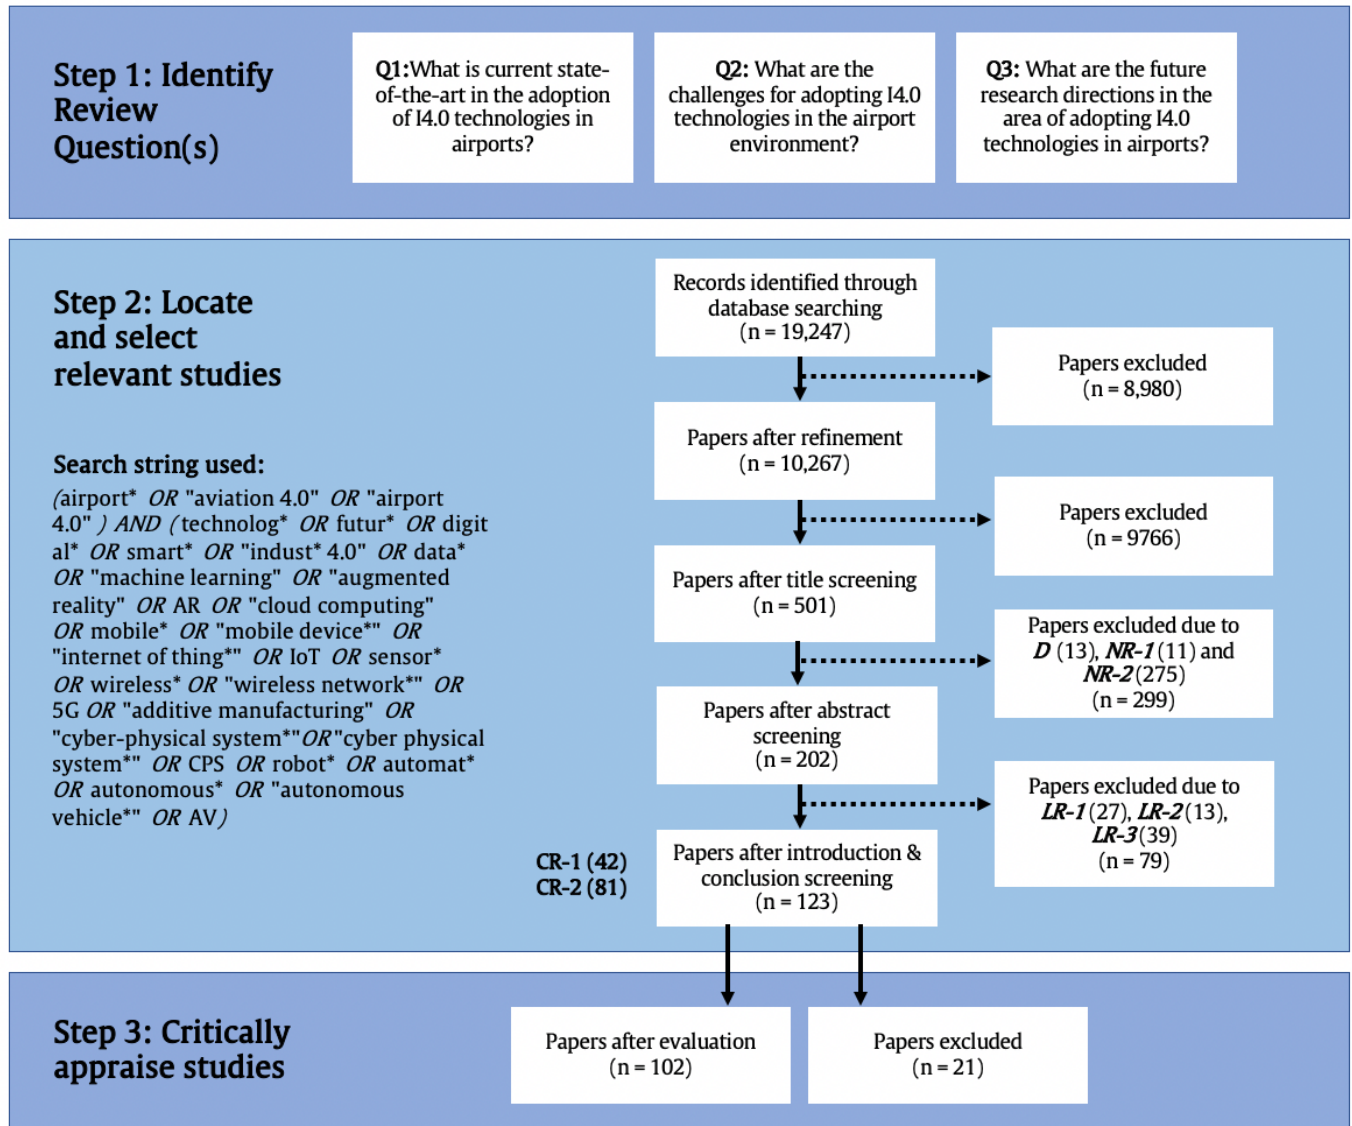 Step 1: Identify
Review
Question(s)
Q1:What is current state-
of-the-art in the adoption
of I4.0 technologies in
airports?
Q2: What are the
challenges for adopting I4.0
technologies in the airport
environment?
Q3: What are the future
research directions in the
area of adopting I4.0
technologies in airports?
Step 2: Locate
and select
relevant studies
Search string used:
(airport* OR "aviation 4.0" OR "airport
4.0" ) AND ( technolog* OR futur* OR digit
al* OR smart* OR "indust* 4.0" OR data*
OR "machine learning" OR "augmented
reality" OR AR OR "cloud computing"
OR mobile* OR "mobile device*" OR
"internet of thing*" OR IoT OR sensor*
OR wireless* OR "wireless network*" OR
5G OR "additive manufacturing" OR
"cyber-physical system*"OR"cyber physical
system*" OR CPS OR robot* OR automat*
OR autonomous* OR "autonomous
vehicle*" OR AV)
Records identified through
database searching
(n = 19,247)
Papers excluded
(n = 8,980)
Papers after refinement
(n = 10,267)
Papers excluded
(n = 9766)
Papers after title screening
(n = 501)
Papers excluded due to
D (13), NR-1 (11) and
NR-2 (275)
(n = 299)
Papers after abstract
screening
(n = 202)
Papers excluded due to
LR-1 (27), LR-2 (13),
LR-3 (39)
(n = 79)
CR-1 (42)
CR-2 (81)
Papers after introduction &
conclusion screening
(n = 123)
Step 3: Critically
appraise studies
Papers after evaluation
(n = 102)
Papers excluded
(n = 21)